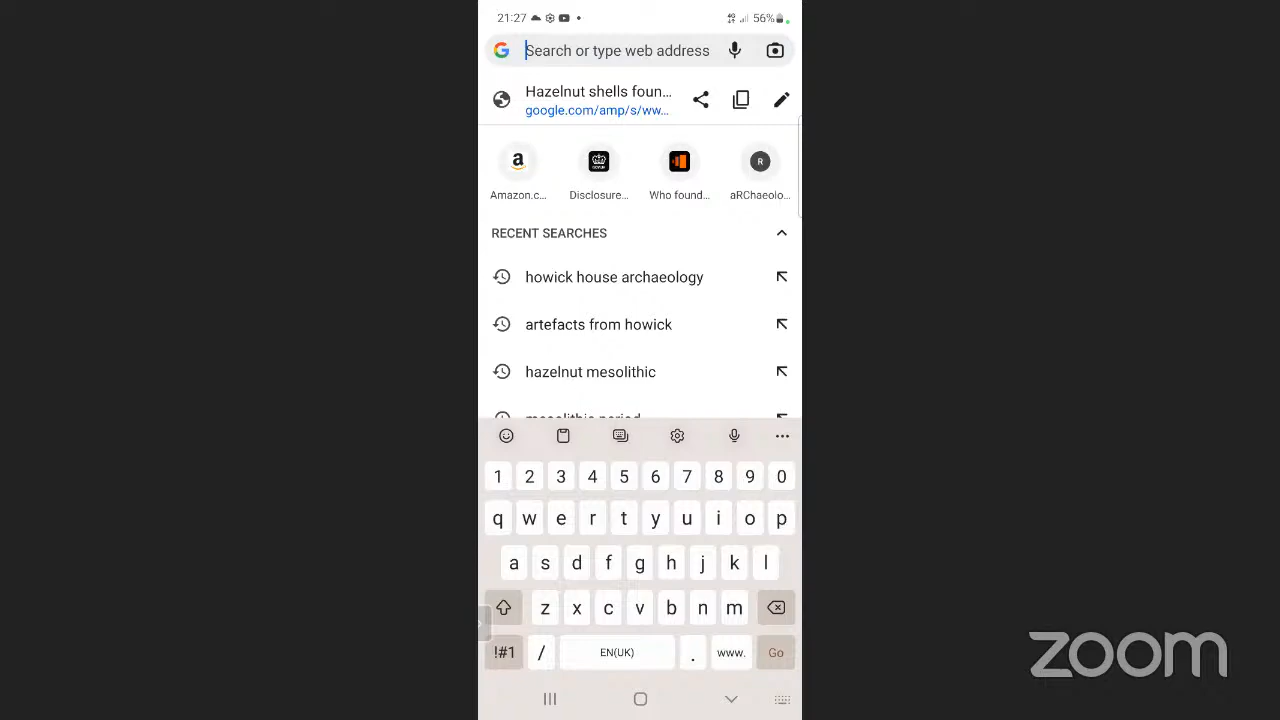 21:27
4G 56%
Search or type web address
Hazelnut shells foun...
google.com/amp/s/ww...
a
R
Amazon.c... Disclosure... Who found... aRChaeolo...
RECENT SEARCHES
howick house archaeology
artefacts from howick
hazelnut mesolithic
mesolithic period
1 2 3 4 5 6 7 8 9 0
q w e r t y u i o p
a s d f g h j k l
z x c v b n m
!#1 / EN(UK) . www. Go
zoom